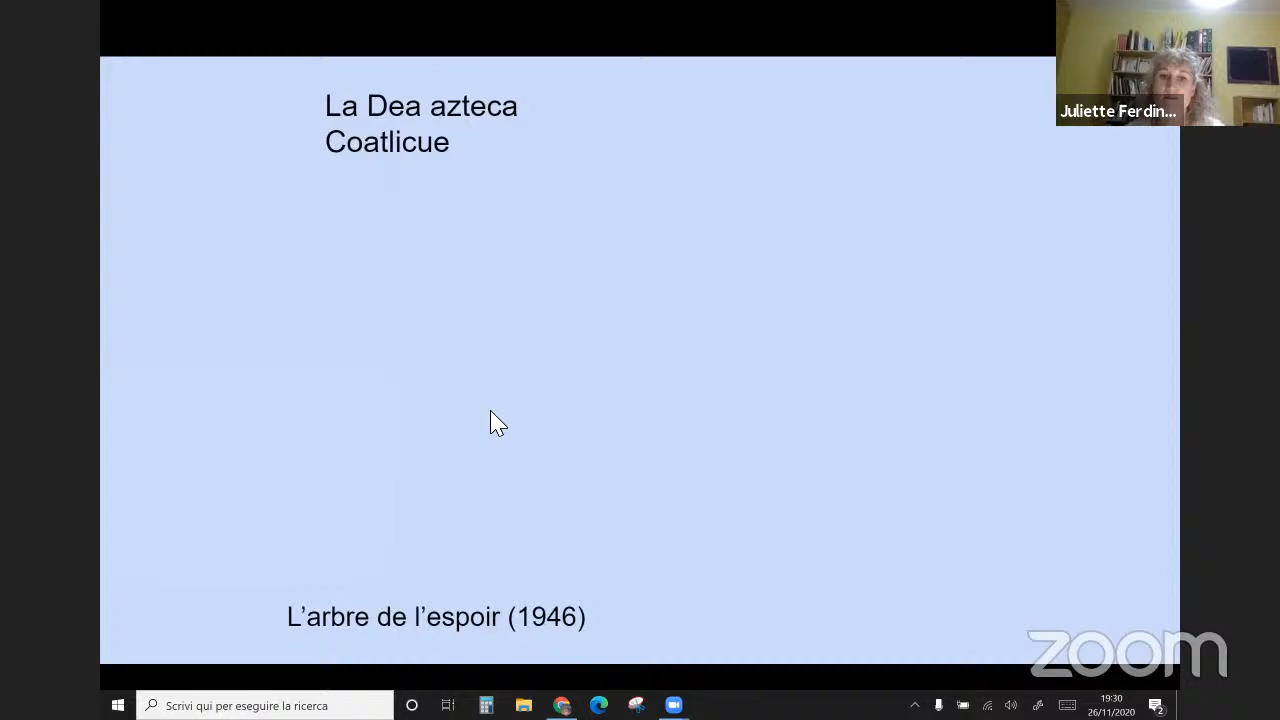 La Dea azteca
Coatlicue
Juliette Ferdin...
L’arbre de l’espoir (1946)
zoom
Scrivi qui per eseguire la ricerca
19:30
26/11/2020
2